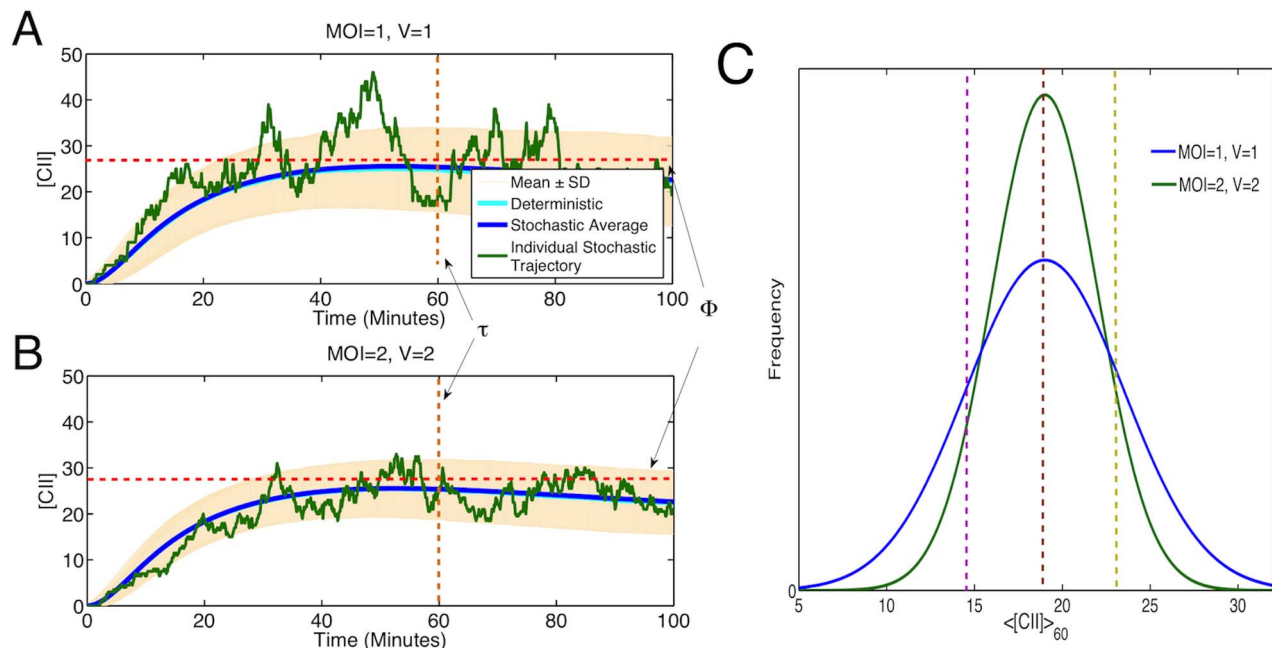 A
MOI=1, V=1
50
40
30
20
10
0
[CII]
Mean ± SD
Deterministic
Stochastic Average
Individual Stochastic
Trajectory
0 20 40 60 80 100
Time (Minutes)
τ
Φ
B
MOI=2, V=2
50
40
30
20
10
0
[CII]
0 20 40 60 80 100
Time (Minutes)
C
Frequency
MOI=1, V=1
MOI=2, V=2
0
5 10 15 20 25 30
<[CII]>60